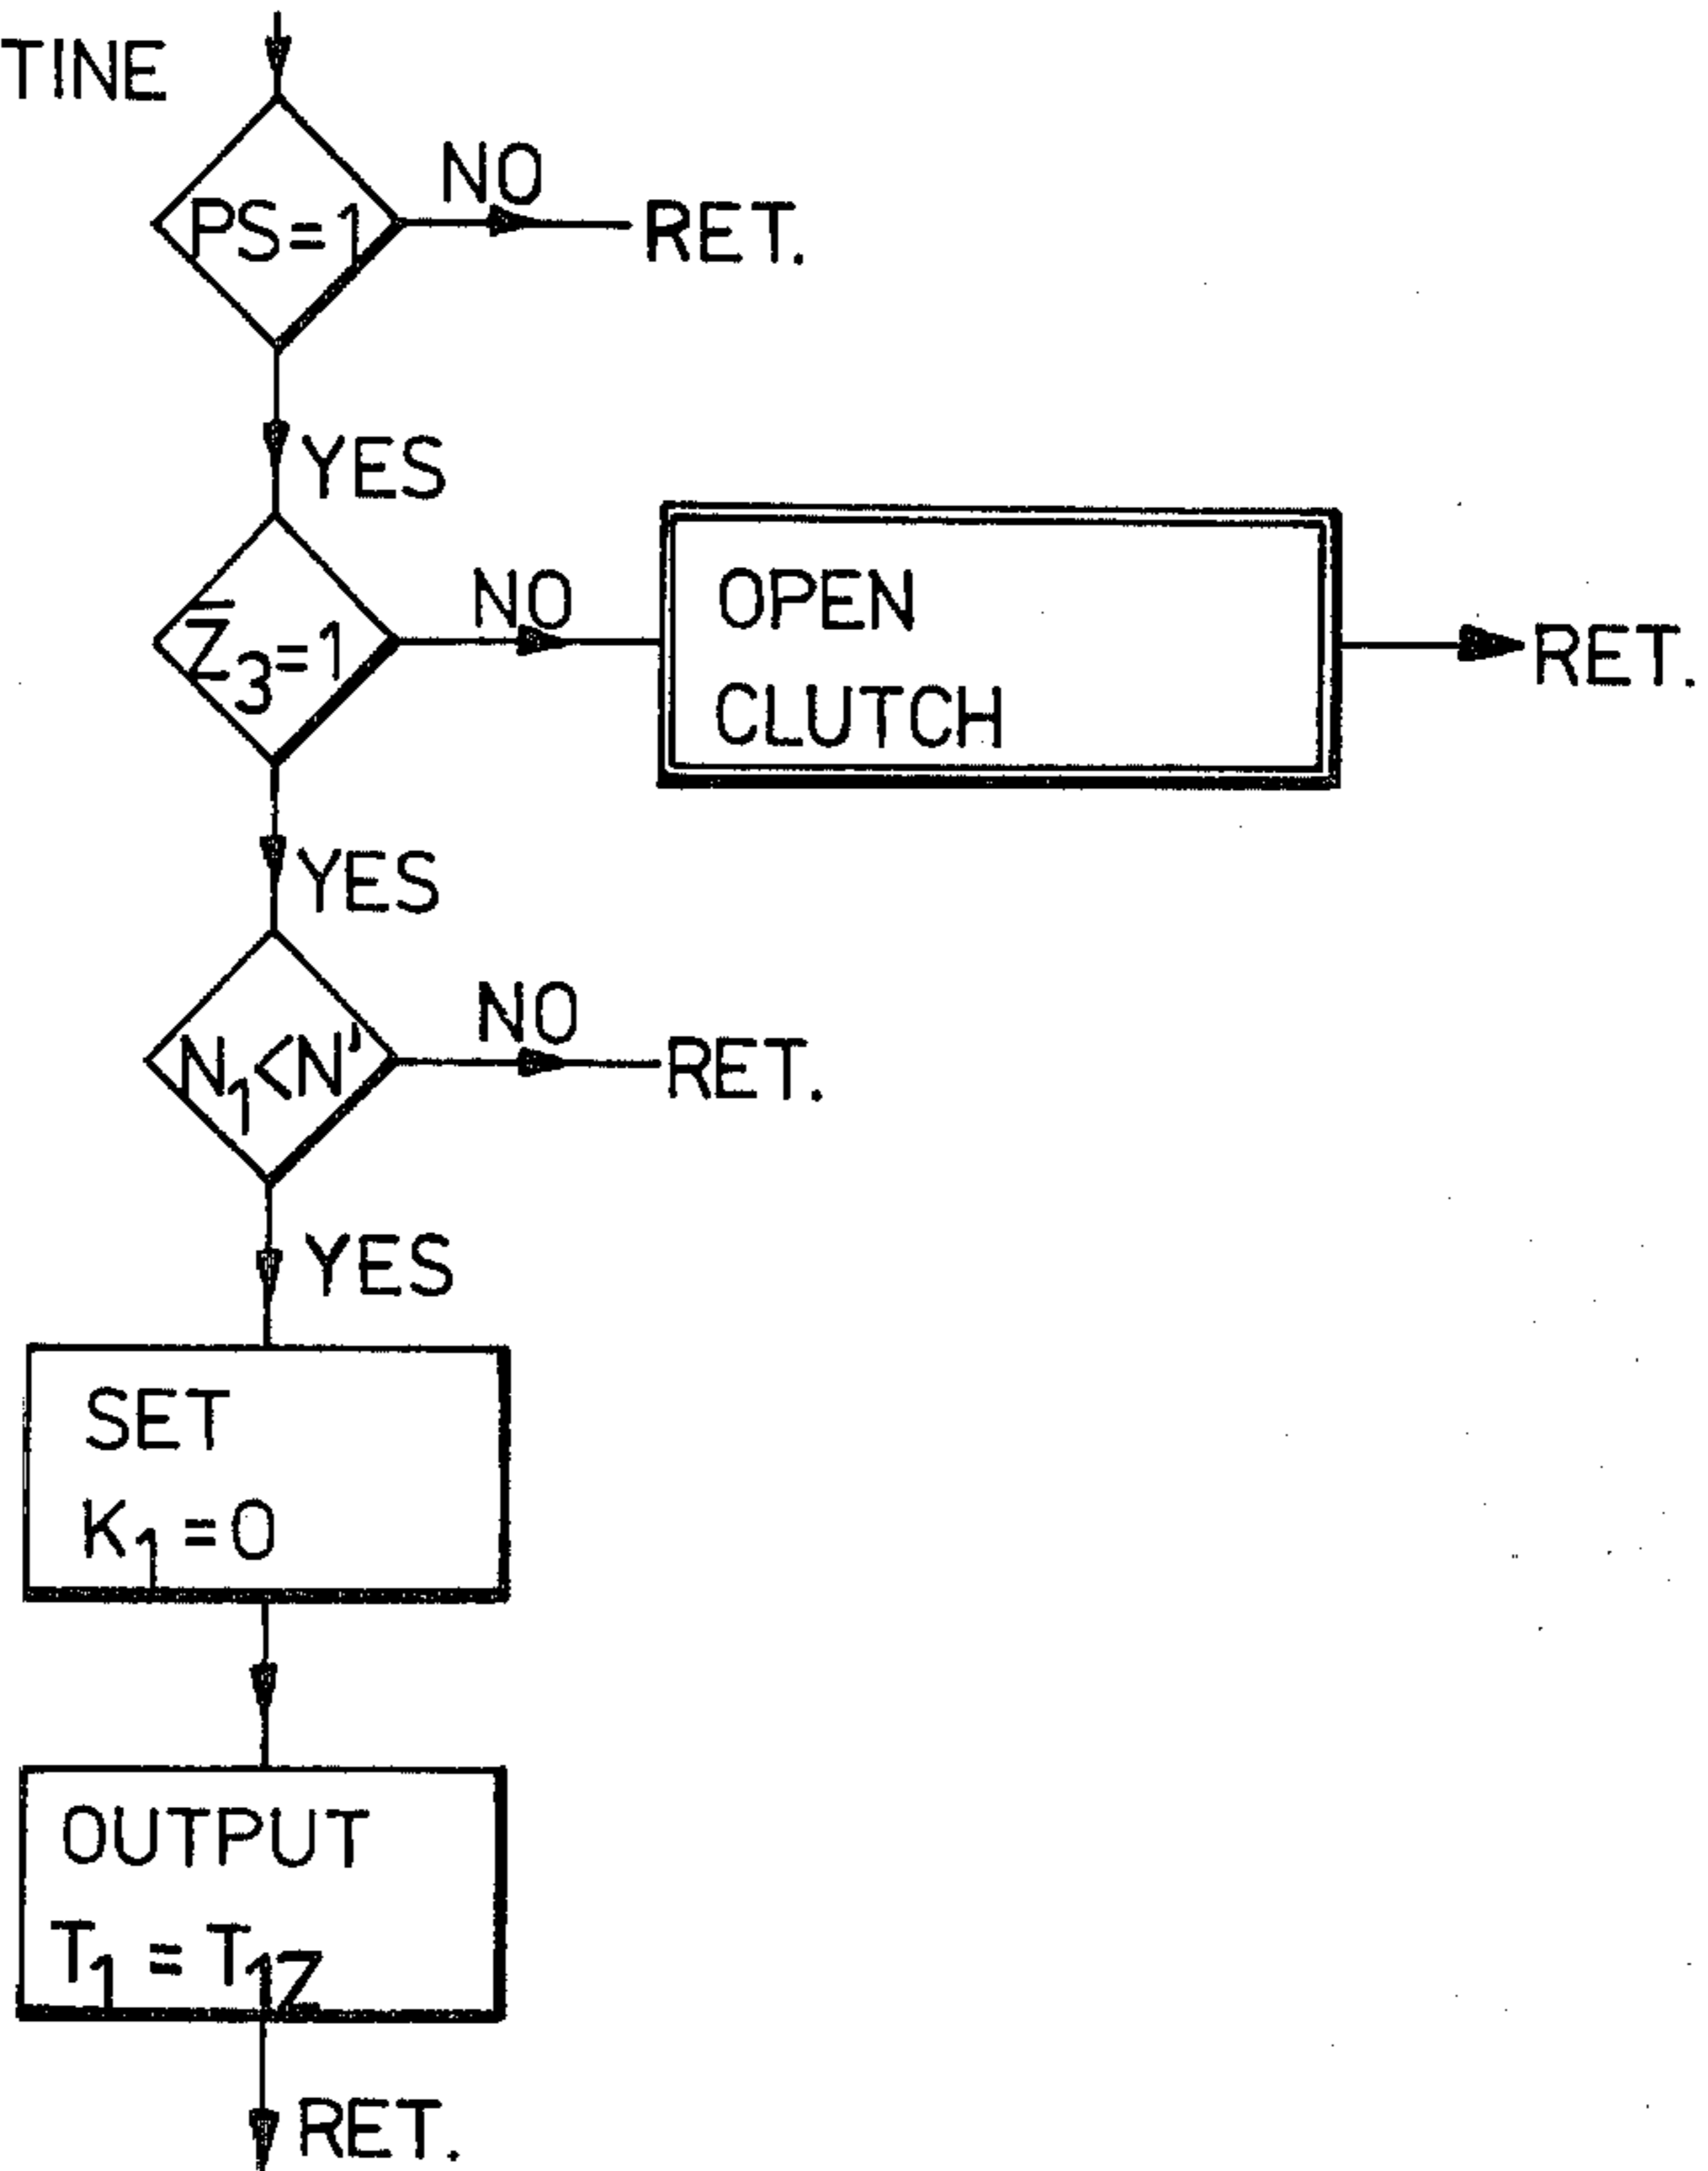 TINE
PS=1
NO
RET.
YES
Z̅₃=1
NO
OPEN
CLUTCH
RET.
YES
N₁<N'
NO
RET.
YES
SET
K₁=0
OUTPUT
T₁=T₁Z
RET.